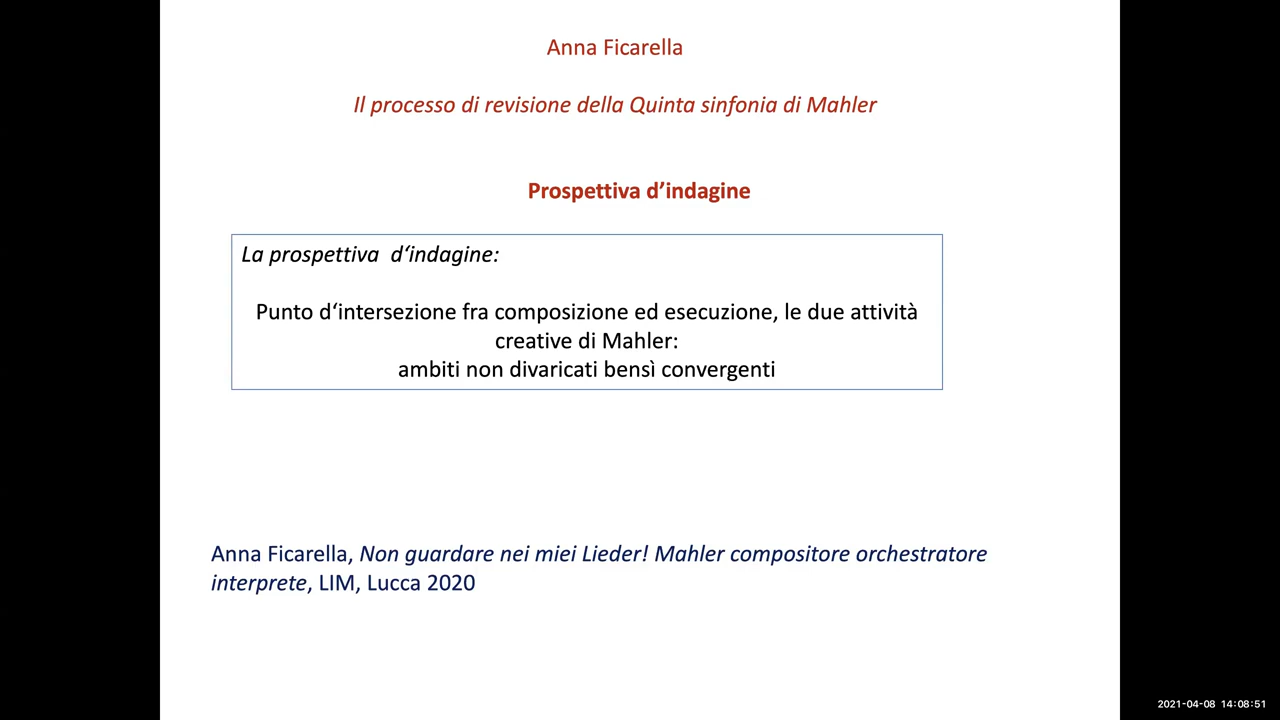 Anna Ficarella
Il processo di revisione della Quinta sinfonia di Mahler
Prospettiva d’indagine
La prospettiva  d‘indagine:
Punto d‘intersezione fra composizione ed esecuzione, le due attività
creative di Mahler:
ambiti non divaricati bensì convergenti
Anna Ficarella, Non guardare nei miei Lieder! Mahler compositore orchestratore
interprete, LIM, Lucca 2020
2021-04-08 14:08:51